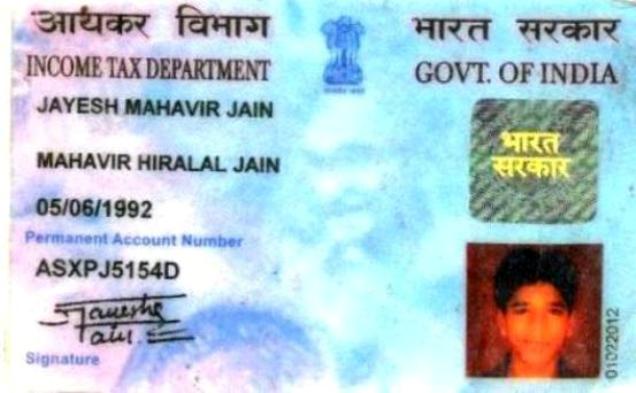 आयकर विभाग
भारत सरकार
INCOME TAX DEPARTMENT
GOVT. OF INDIA
JAYESH MAHAVIR JAIN
MAHAVIR HIRALAL JAIN
05/06/1992
Permanent Account Number
ASXPJ5154D
भारत
सरकार
Jain.
Signature
01022012